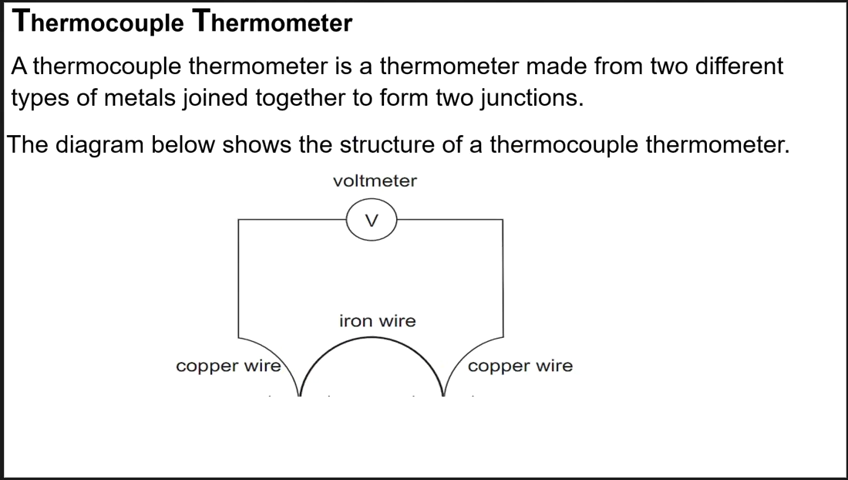 Thermocouple Thermometer
A thermocouple thermometer is a thermometer made from two different
types of metals joined together to form two junctions.
The diagram below shows the structure of a thermocouple thermometer.
voltmeter
V
iron wire
copper wire
copper wire